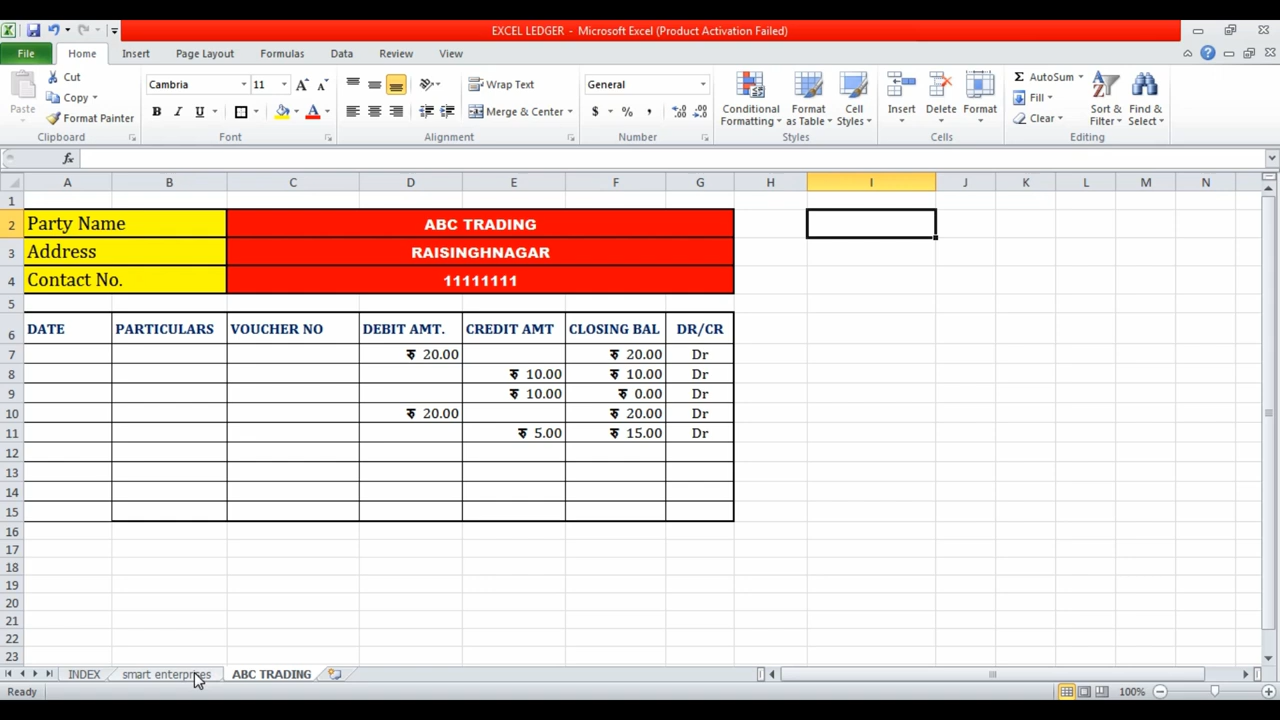 EXCEL LEDGER - Microsoft Excel (Product Activation Failed)
File Home Insert Page Layout Formulas Data Review View
Paste
Cut
Copy
Format Painter
Clipboard
Cambria 11
B I U A
Font
Wrap Text
Merge & Center
Alignment
General
$ % ,
Number
Conditional Formatting
Format as Table
Cell Styles
Styles
Insert Delete Format
Cells
AutoSum
Fill
Clear
Sort & Filter
Find & Select
Editing
fx
A B C D E F G H I J K L M N
1
2 Party Name ABC TRADING
3 Address RAISINGHNAGAR
4 Contact No. 11111111
5
6 DATE PARTICULARS VOUCHER NO DEBIT AMT. CREDIT AMT CLOSING BAL DR/CR
7 रु 20.00 रु 20.00 Dr
8 रु 10.00 रु 10.00 Dr
9 रु 10.00 रु 0.00 Dr
10 रु 20.00 रु 20.00 Dr
11 रु 5.00 रु 15.00 Dr
12
13
14
15
16
17
18
19
20
21
22
23
INDEX smart enterprises ABC TRADING
Ready 100%